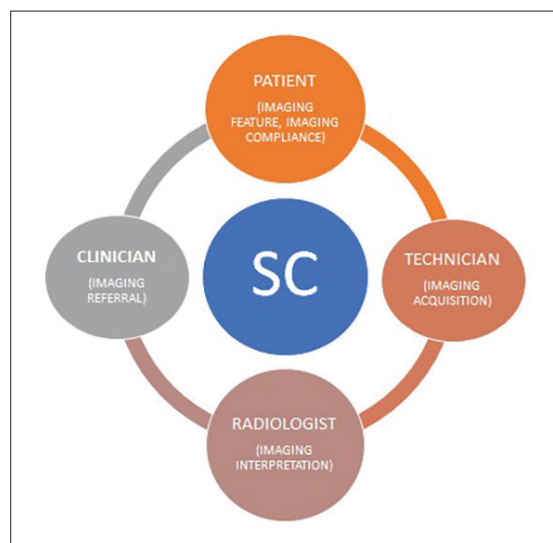 PATIENT
(IMAGING
FEATURE, IMAGING
COMPLIANCE)
CLINICIAN
(IMAGING
REFERRAL)
SC
TECHNICIAN
(IMAGING
ACQUISITION)
RADIOLOGIST
(IMAGING
INTERPRETATION)